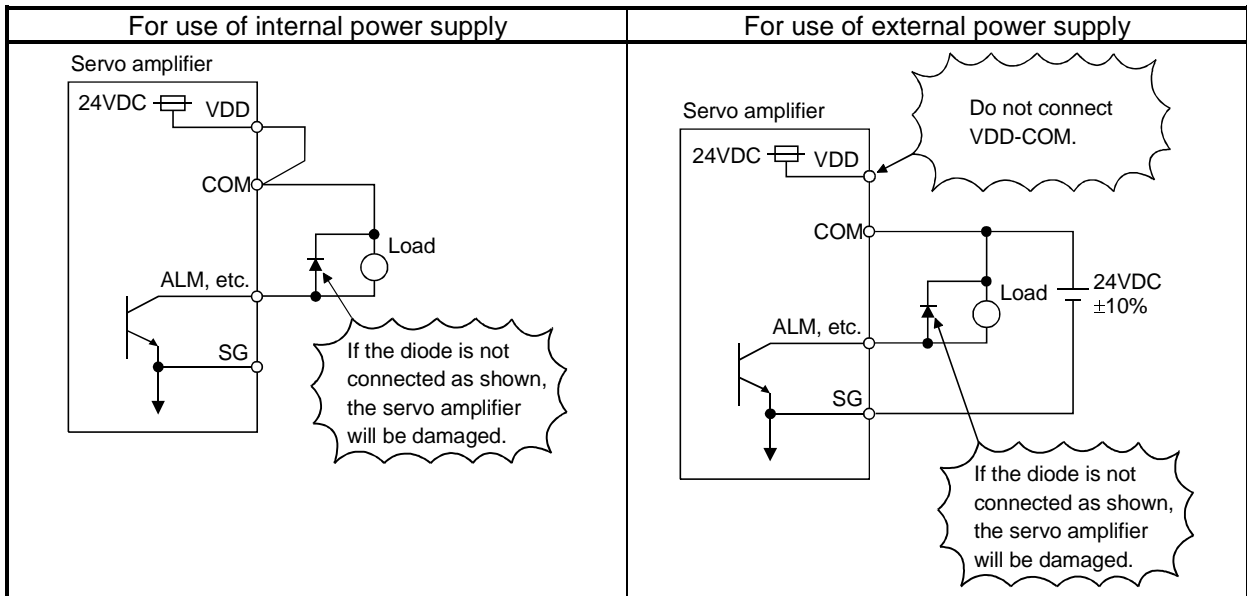 For use of internal power supply
For use of external power supply
Servo amplifier
24VDC
VDD
COM
Load
ALM, etc.
SG
If the diode is not
connected as shown,
the servo amplifier
will be damaged.
Do not connect
VDD-COM.
Servo amplifier
24VDC
VDD
COM
Load
24VDC
±10%
ALM, etc.
SG
If the diode is not
connected as shown,
the servo amplifier
will be damaged.